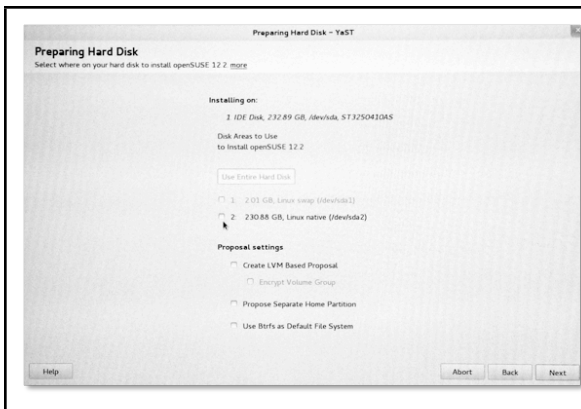 Preparing Hard Disk - YaST
Preparing Hard Disk
Select where on your hard disk to install openSUSE 12.2. more
Installing on:
1. IDE Disk, 232.89 GB, /dev/sda, ST3250410AS
Disk Areas to Use
to Install openSUSE 12.2
Use Entire Hard Disk
1: 2.01 GB, Linux swap (/dev/sda1)
2: 230.88 GB, Linux native (/dev/sda2)
Proposal settings
Create LVM Based Proposal
Encrypt Volume Group
Propose Separate Home Partition
Use Btrfs as Default File System
Help
Abort
Back
Next